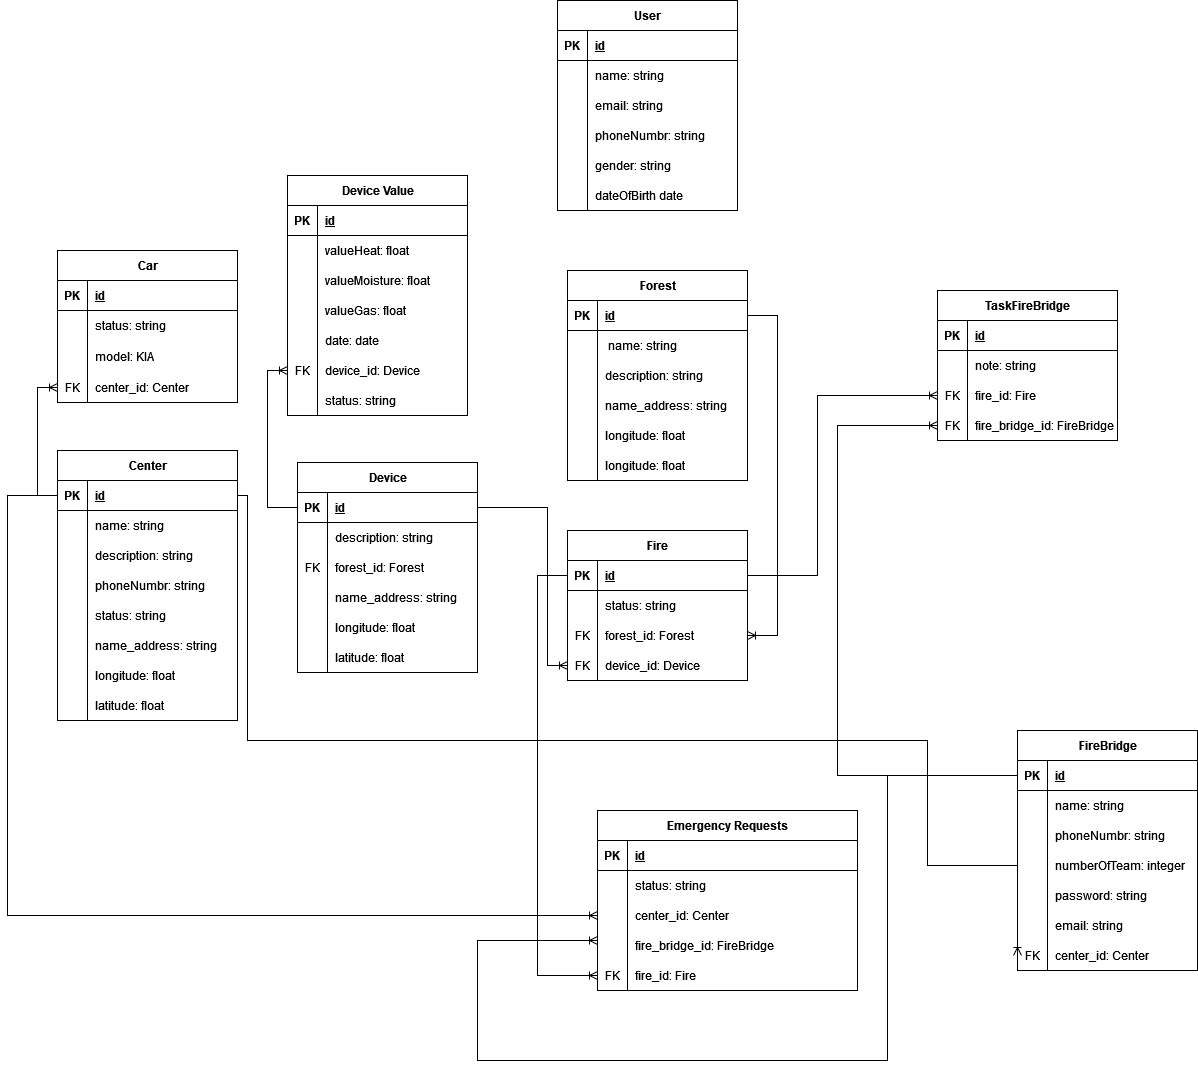 User
PK id
name: string
email: string
phoneNumbr: string
gender: string
dateOfBirth date
Device Value
PK id
valueHeat: float
valueMoisture: float
valueGas: float
date: date
FK device_id: Device
status: string
Car
PK id
status: string
model: KIA
FK center_id: Center
Forest
PK id
name: string
description: string
name_address: string
longitude: float
longitude: float
TaskFireBridge
PK id
note: string
FK fire_id: Fire
FK fire_bridge_id: FireBridge
Center
PK id
name: string
description: string
phoneNumbr: string
status: string
name_address: string
longitude: float
latitude: float
Device
PK id
description: string
FK forest_id: Forest
name_address: string
longitude: float
latitude: float
Fire
PK id
status: string
FK forest_id: Forest
FK device_id: Device
FireBridge
PK id
name: string
phoneNumbr: string
numberOfTeam: integer
password: string
email: string
FK center_id: Center
Emergency Requests
PK id
status: string
center_id: Center
fire_bridge_id: FireBridge
FK fire_id: Fire